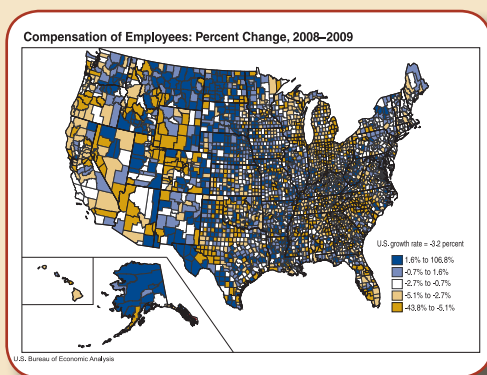 Compensation of Employees: Percent Change, 2008–2009
U.S. growth rate = -3.2 percent
1.6% to 106.8%
-0.7% to 1.6%
-2.7% to -0.7%
-5.1% to -2.7%
-43.8% to -5.1%
U.S. Bureau of Economic Analysis